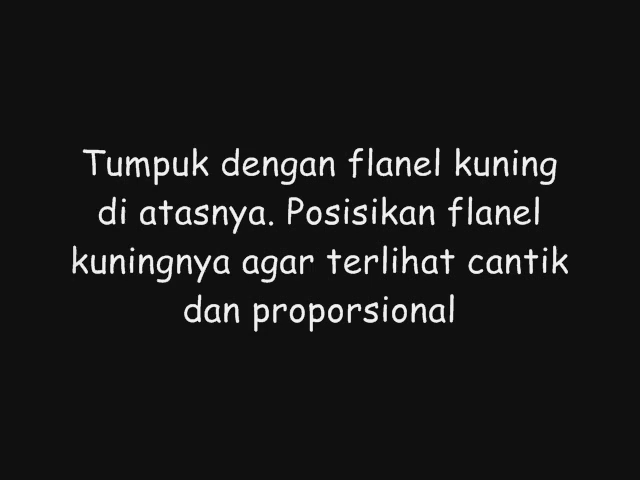 Tumpuk dengan flanel kuning
di atasnya. Posisikan flanel
kuningnya agar terlihat cantik
dan proporsional